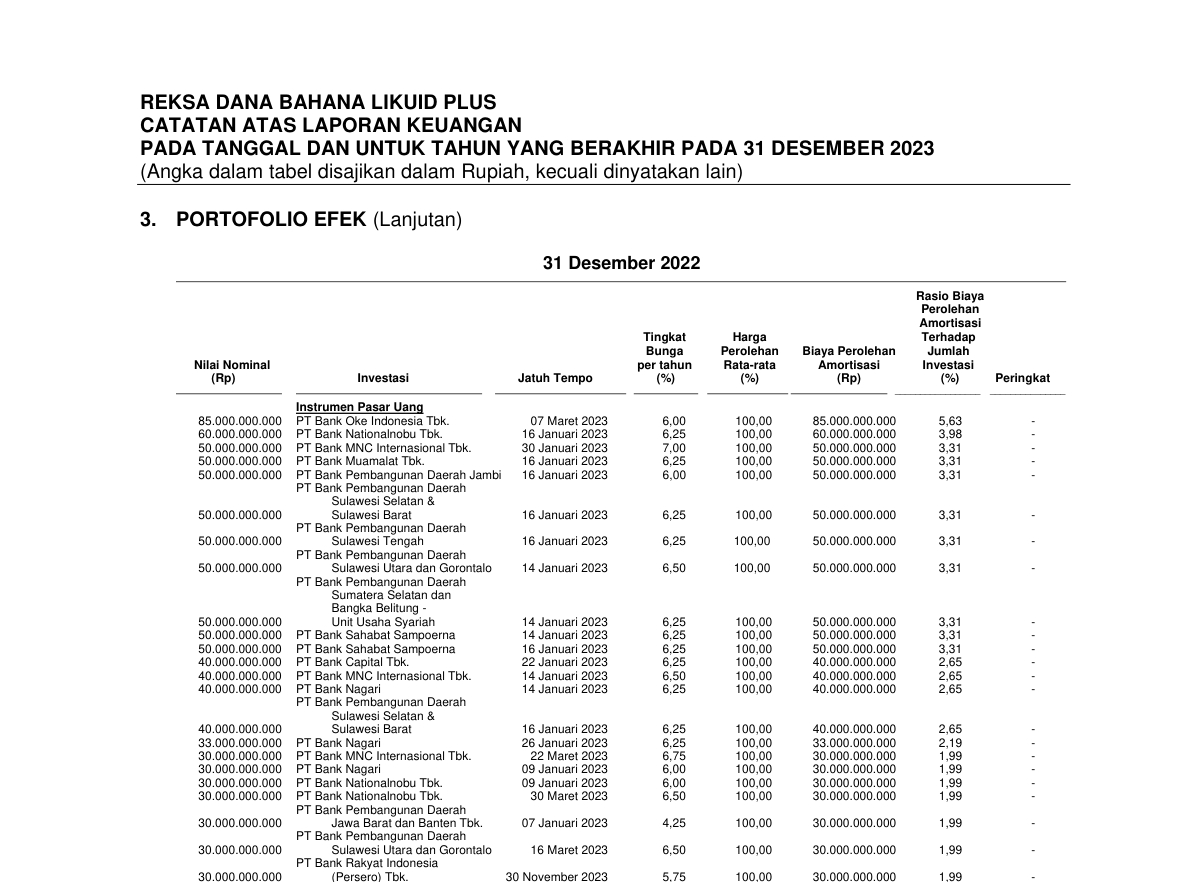 REKSA DANA BAHANA LIKUID PLUS
CATATAN ATAS LAPORAN KEUANGAN
PADA TANGGAL DAN UNTUK TAHUN YANG BERAKHIR PADA 31 DESEMBER 2023
(Angka dalam tabel disajikan dalam Rupiah, kecuali dinyatakan lain)
3. PORTOFOLIO EFEK (Lanjutan)
31 Desember 2022
Rasio Biaya
Perolehan
Amortisasi
Tingkat Harga Terhadap
Bunga Perolehan Biaya Perolehan Jumlah
Nilai Nominal per tahun Rata-rata Amortisasi Investasi
(Rp) Investasi Jatuh Tempo (%) (%) (Rp) (%) Peringkat
Instrumen Pasar Uang
85.000.000.000 PT Bank Oke Indonesia Tbk. 07 Maret 2023 6,00 100,00 85.000.000.000 5,63 -
60.000.000.000 PT Bank Nationalnobu Tbk. 16 Januari 2023 6,25 100,00 60.000.000.000 3,98 -
50.000.000.000 PT Bank MNC Internasional Tbk. 30 Januari 2023 7,00 100,00 50.000.000.000 3,31 -
50.000.000.000 PT Bank Muamalat Tbk. 16 Januari 2023 6,25 100,00 50.000.000.000 3,31 -
50.000.000.000 PT Bank Pembangunan Daerah Jambi 16 Januari 2023 6,00 100,00 50.000.000.000 3,31 -
PT Bank Pembangunan Daerah
Sulawesi Selatan &
50.000.000.000 Sulawesi Barat 16 Januari 2023 6,25 100,00 50.000.000.000 3,31 -
PT Bank Pembangunan Daerah
50.000.000.000 Sulawesi Tengah 16 Januari 2023 6,25 100,00 50.000.000.000 3,31 -
PT Bank Pembangunan Daerah
50.000.000.000 Sulawesi Utara dan Gorontalo 14 Januari 2023 6,50 100,00 50.000.000.000 3,31 -
PT Bank Pembangunan Daerah
Sumatera Selatan dan
Bangka Belitung -
50.000.000.000 Unit Usaha Syariah 14 Januari 2023 6,25 100,00 50.000.000.000 3,31 -
50.000.000.000 PT Bank Sahabat Sampoerna 14 Januari 2023 6,25 100,00 50.000.000.000 3,31 -
50.000.000.000 PT Bank Sahabat Sampoerna 16 Januari 2023 6,25 100,00 50.000.000.000 3,31 -
40.000.000.000 PT Bank Capital Tbk. 22 Januari 2023 6,25 100,00 40.000.000.000 2,65 -
40.000.000.000 PT Bank MNC Internasional Tbk. 14 Januari 2023 6,50 100,00 40.000.000.000 2,65 -
40.000.000.000 PT Bank Nagari 14 Januari 2023 6,25 100,00 40.000.000.000 2,65 -
PT Bank Pembangunan Daerah
Sulawesi Selatan &
40.000.000.000 Sulawesi Barat 16 Januari 2023 6,25 100,00 40.000.000.000 2,65 -
33.000.000.000 PT Bank Nagari 26 Januari 2023 6,25 100,00 33.000.000.000 2,19 -
30.000.000.000 PT Bank MNC Internasional Tbk. 22 Maret 2023 6,75 100,00 30.000.000.000 1,99 -
30.000.000.000 PT Bank Nagari 09 Januari 2023 6,00 100,00 30.000.000.000 1,99 -
30.000.000.000 PT Bank Nationalnobu Tbk. 09 Januari 2023 6,00 100,00 30.000.000.000 1,99 -
30.000.000.000 PT Bank Nationalnobu Tbk. 30 Maret 2023 6,50 100,00 30.000.000.000 1,99 -
PT Bank Pembangunan Daerah
30.000.000.000 Jawa Barat dan Banten Tbk. 07 Januari 2023 4,25 100,00 30.000.000.000 1,99 -
PT Bank Pembangunan Daerah
30.000.000.000 Sulawesi Utara dan Gorontalo 16 Maret 2023 6,50 100,00 30.000.000.000 1,99 -
PT Bank Rakyat Indonesia
30.000.000.000 (Persero) Tbk. 30 November 2023 5,75 100,00 30.000.000.000 1,99 -